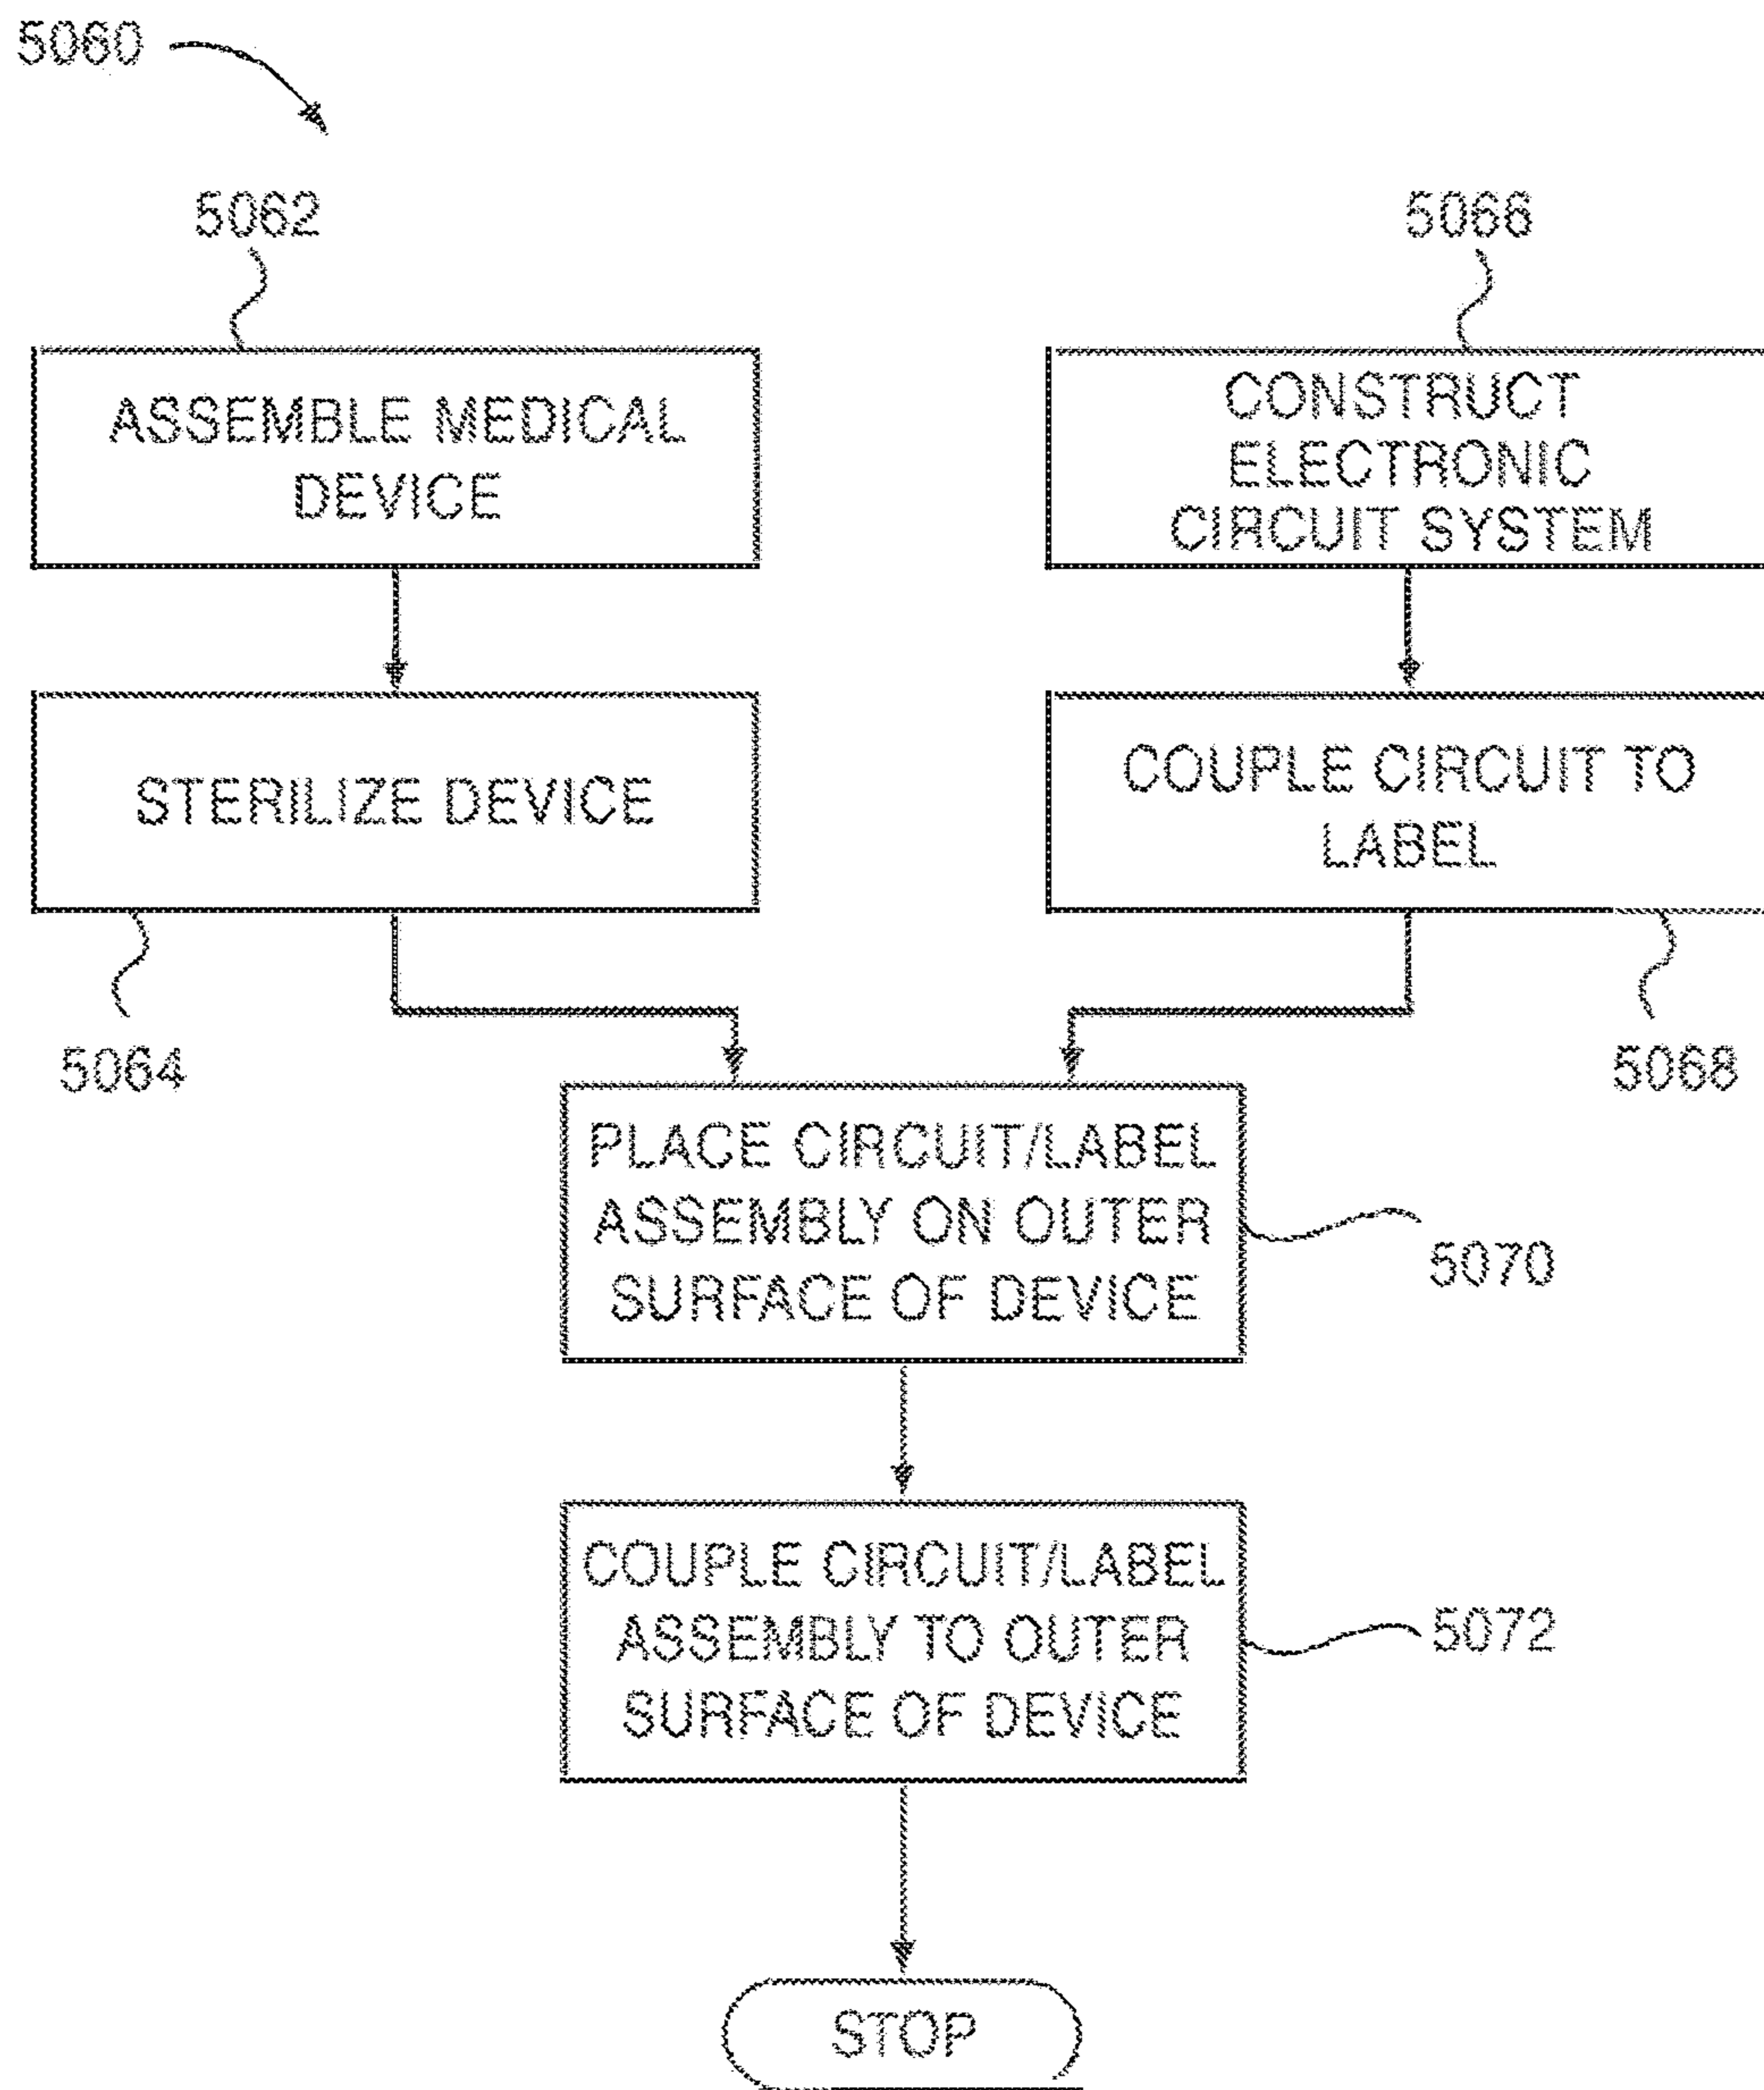 5060
5062
5066
ASSEMBLE MEDICAL
DEVICE
CONSTRUCT
ELECTRONIC
CIRCUIT SYSTEM
STERILIZE DEVICE
COUPLE CIRCUIT TO
LABEL
5064
5068
PLACE CIRCUIT/LABEL
ASSEMBLY ON OUTER
SURFACE OF DEVICE
5070
COUPLE CIRCUIT/LABEL
ASSEMBLY TO OUTER
SURFACE OF DEVICE
5072
STOP